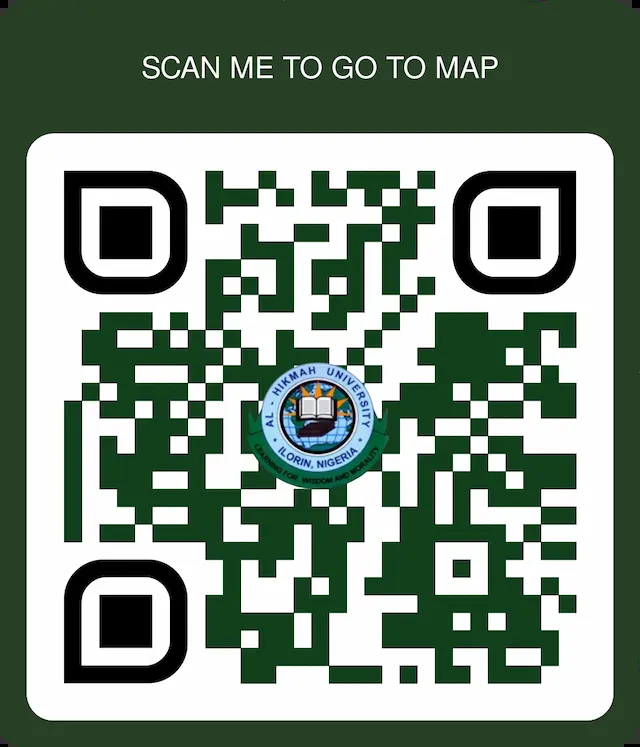 SCAN ME TO GO TO MAP
AL - HIKMAH UNIVERSITY
ILORIN, NIGERIA
LEARNING FOR WISDOM AND MORALITY